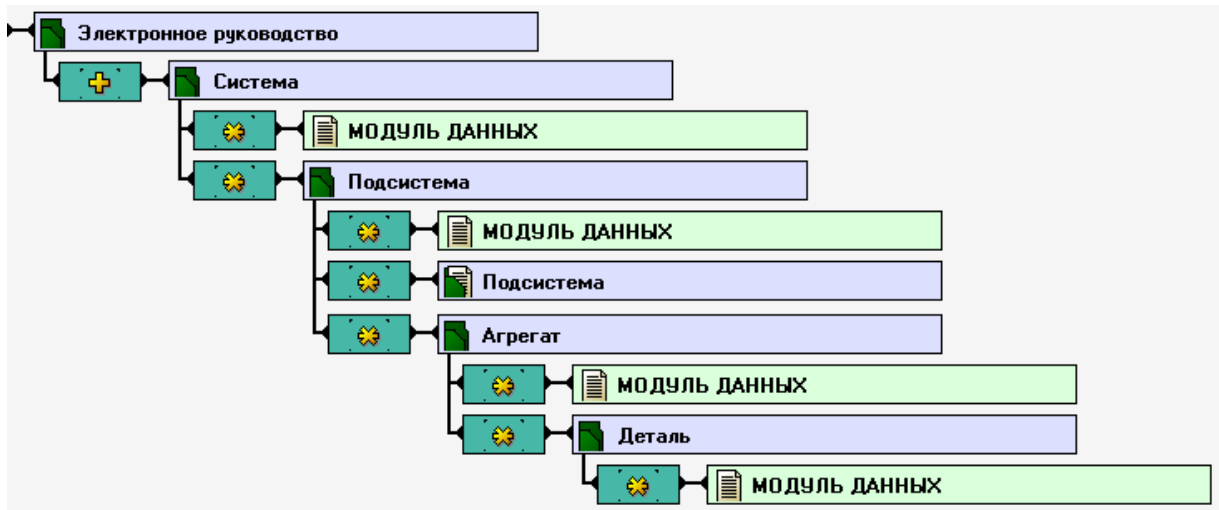 Электронное руководство
Система
МОДУЛЬ ДАННЫХ
Подсистема
МОДУЛЬ ДАННЫХ
Подсистема
Агрегат
МОДУЛЬ ДАННЫХ
Деталь
МОДУЛЬ ДАННЫХ